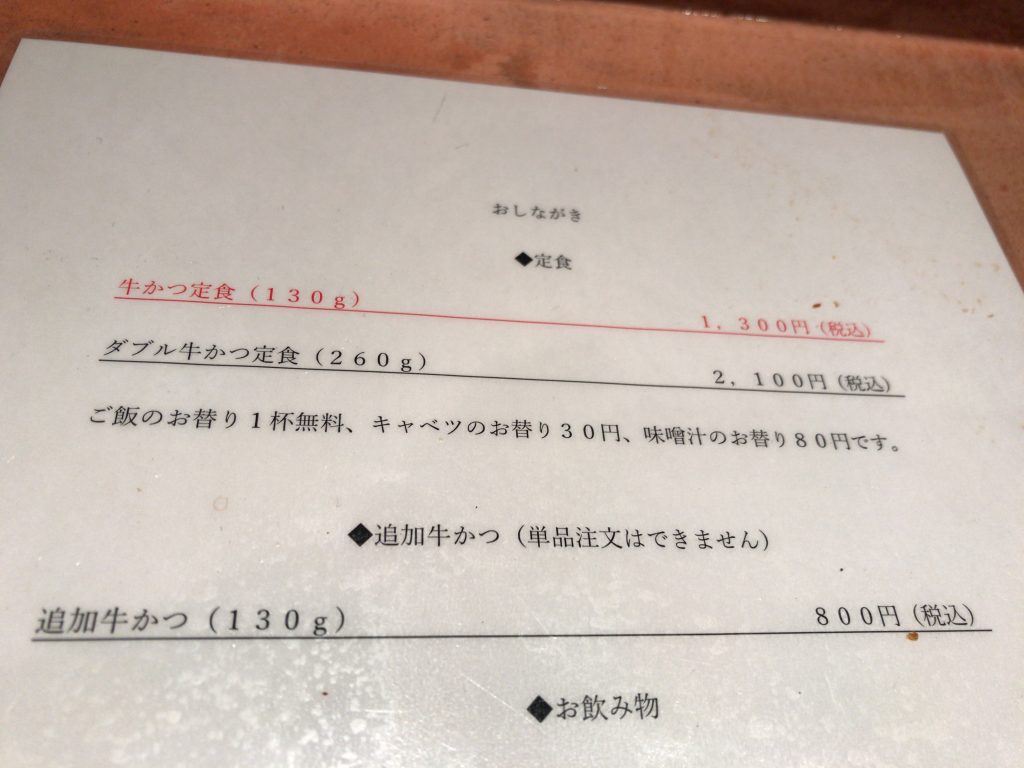 おしながき
◆定食
牛かつ定食（１３０ｇ） １，３００円（税込）
ダブル牛かつ定食（２６０ｇ） ２，１００円（税込）
ご飯のお替り１杯無料、キャベツのお替り３０円、味噌汁のお替り８０円です。
◆追加牛かつ（単品注文はできません）
追加牛かつ（１３０ｇ） ８００円（税込）
◆お飲み物